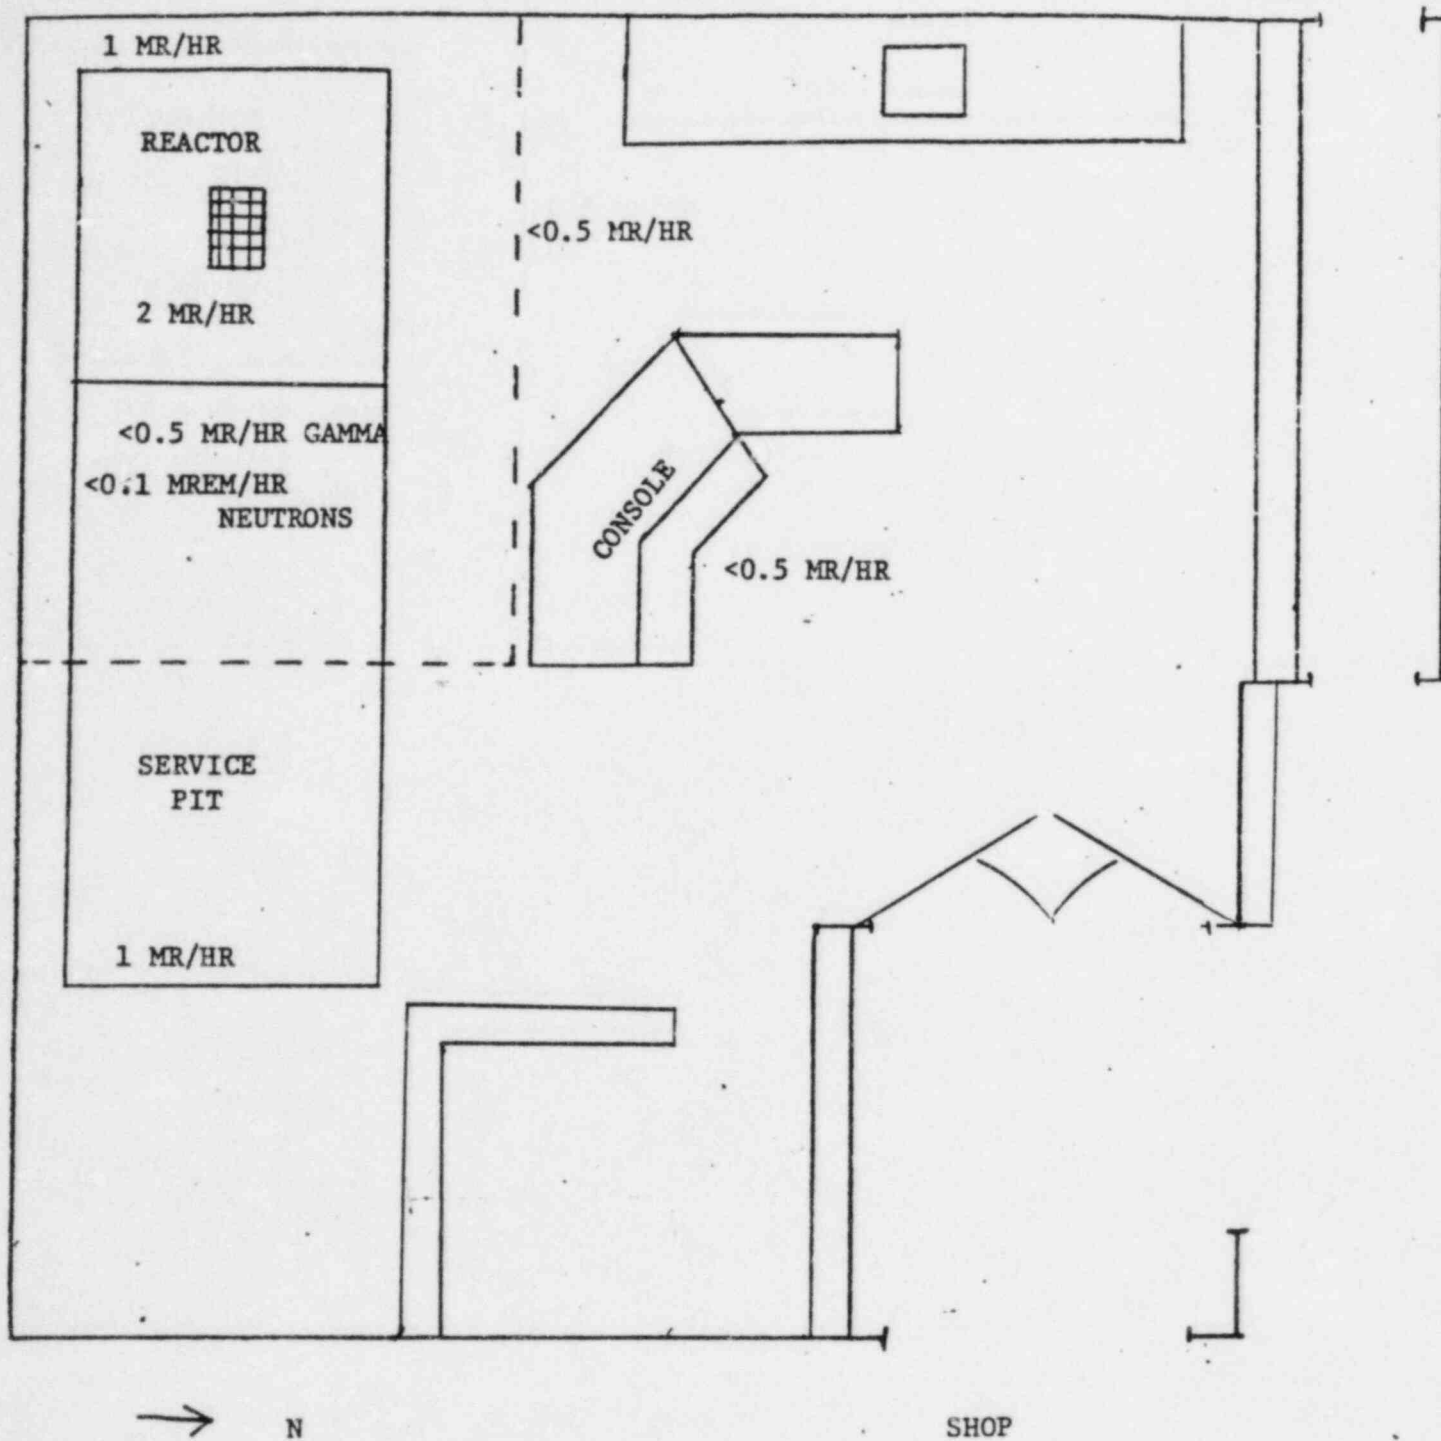 1 MR/HR
REACTOR
<0.5 MR/HR
2 MR/HR
<0.5 MR/HR GAMMA
<0.1 MREM/HR
NEUTRONS
CONSOLE
<0.5 MR/HR
SERVICE
PIT
1 MR/HR
N
SHOP